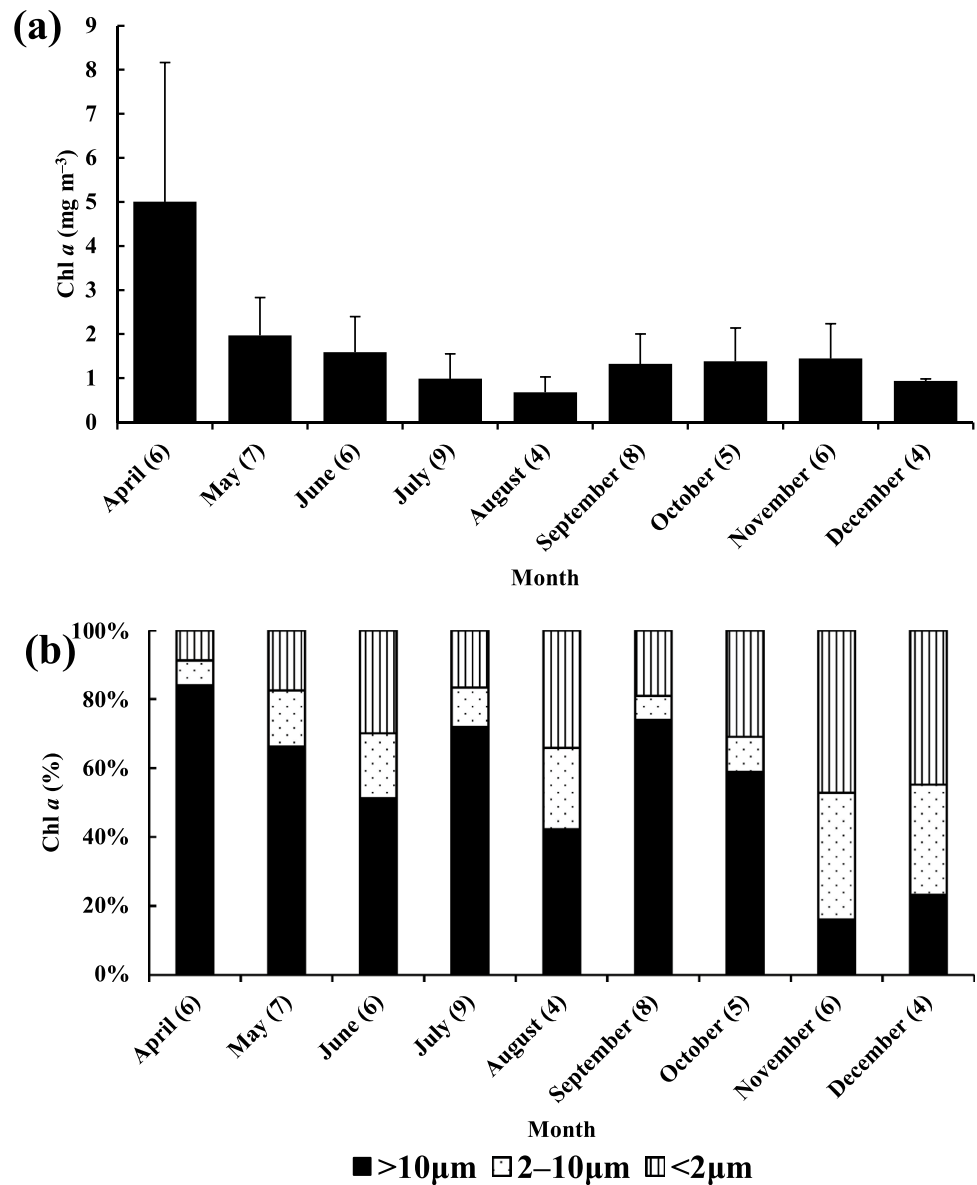 (a)
9
8
7
6
5
4
3
2
1
0
Chl a (mg m⁻³)
April (6)
May (7)
June (6)
July (9)
August (4)
September (8)
October (5)
November (6)
December (4)
Month
(b)
100%
80%
60%
40%
20%
0%
Chl a (%)
April (6)
May (7)
June (6)
July (9)
August (4)
September (8)
October (5)
November (6)
December (4)
Month
>10μm 2–10μm <2μm